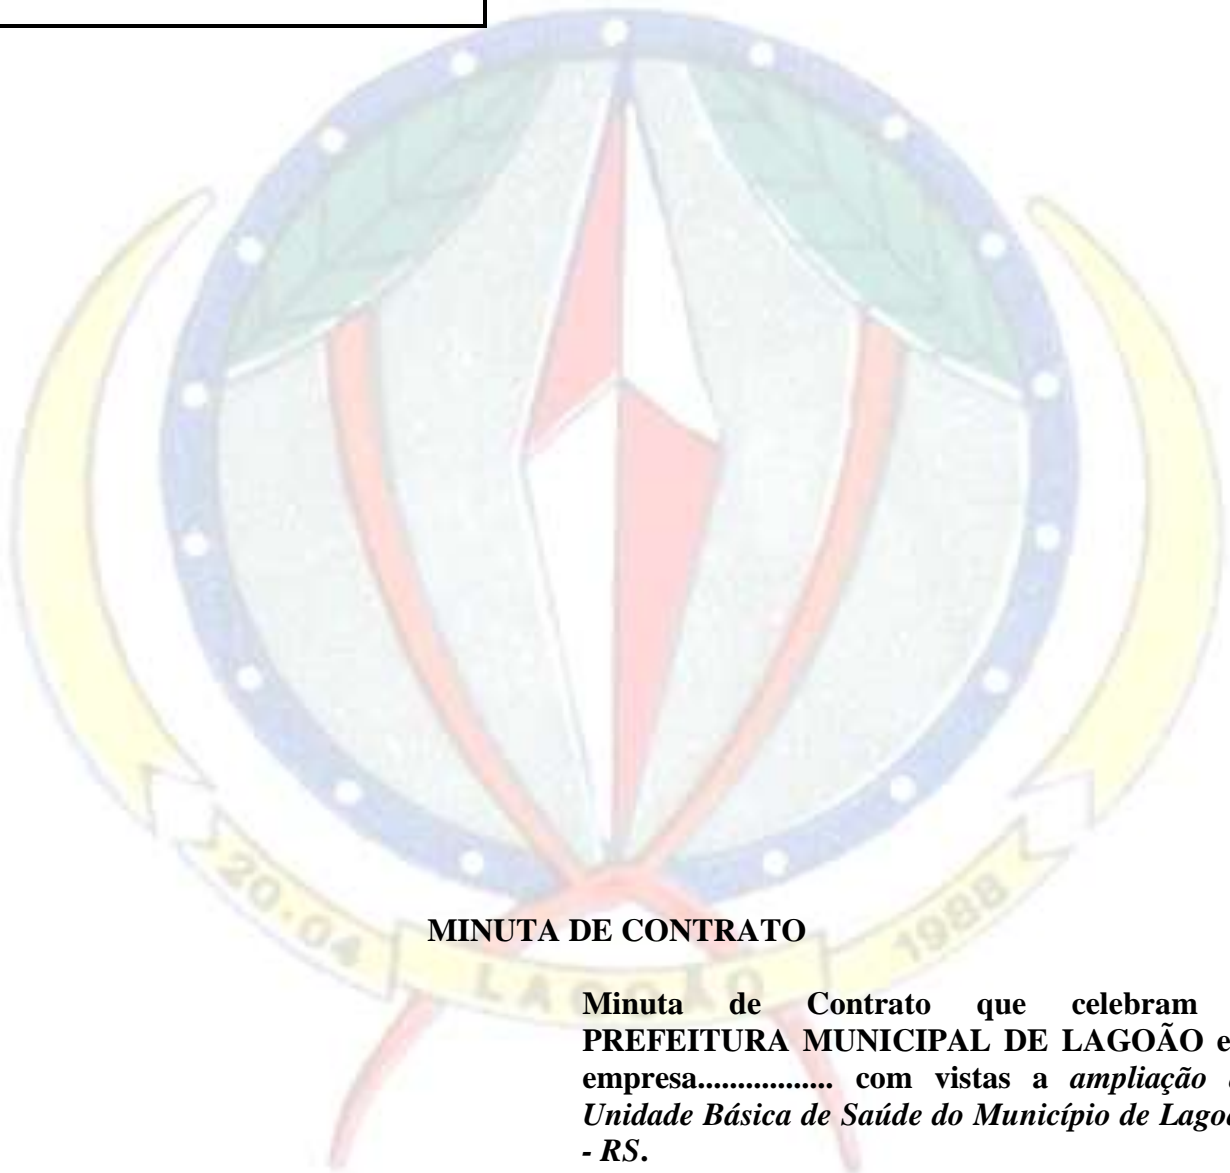 20.04
LAGOÃO
1988
MINUTA DE CONTRATO
Minuta de Contrato que celebram
PREFEITURA MUNICIPAL DE LAGOÃO e
empresa................. com vistas a ampliação
Unidade Básica de Saúde do Município de
- RS.